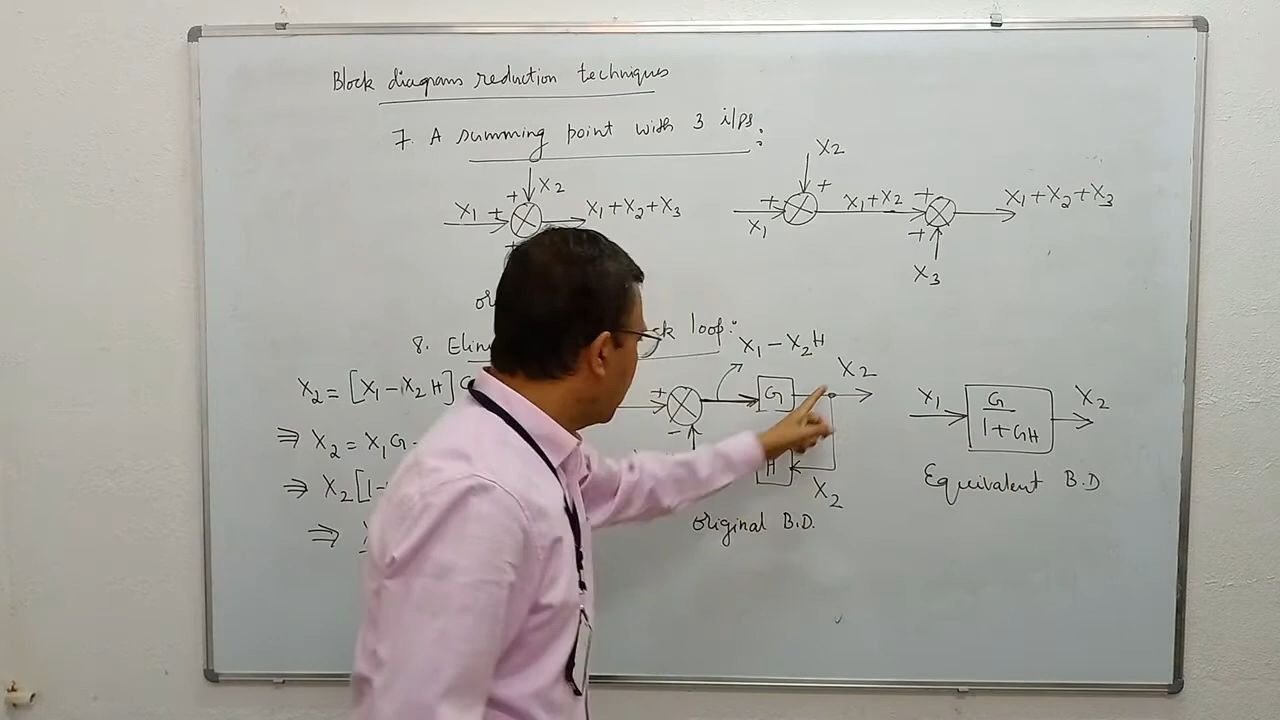 Block diagrams reduction techniques
7. A summing point with 3 i/ps:
X2
+
X1 + X1+X2+X3
X2
+
+ X1+X2 + X1+X2+X3
X1
+
X3
8. loop:
X1 - X2H
X2 = [X1 - X2H]
+ G X2
X1 G/1+GH X2
-
⇒ X2 = X1G
H
⇒ X2[1
X2
Equivalent B.D
original B.D.
⇒